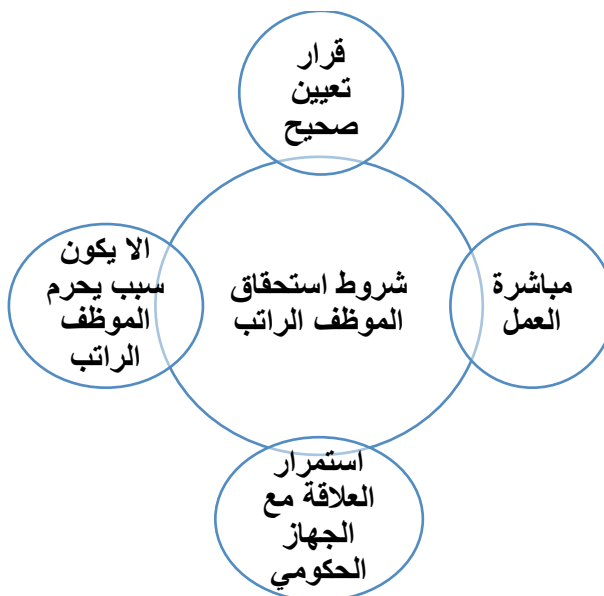 قرار
تعيين
صحيح
شروط استحقاق
الموظف الراتب
مباشرة
العمل
استمرار
العلاقة مع
الجهاز
الحكومي
الا يكون
سبب يحرم
الموظف
الراتب